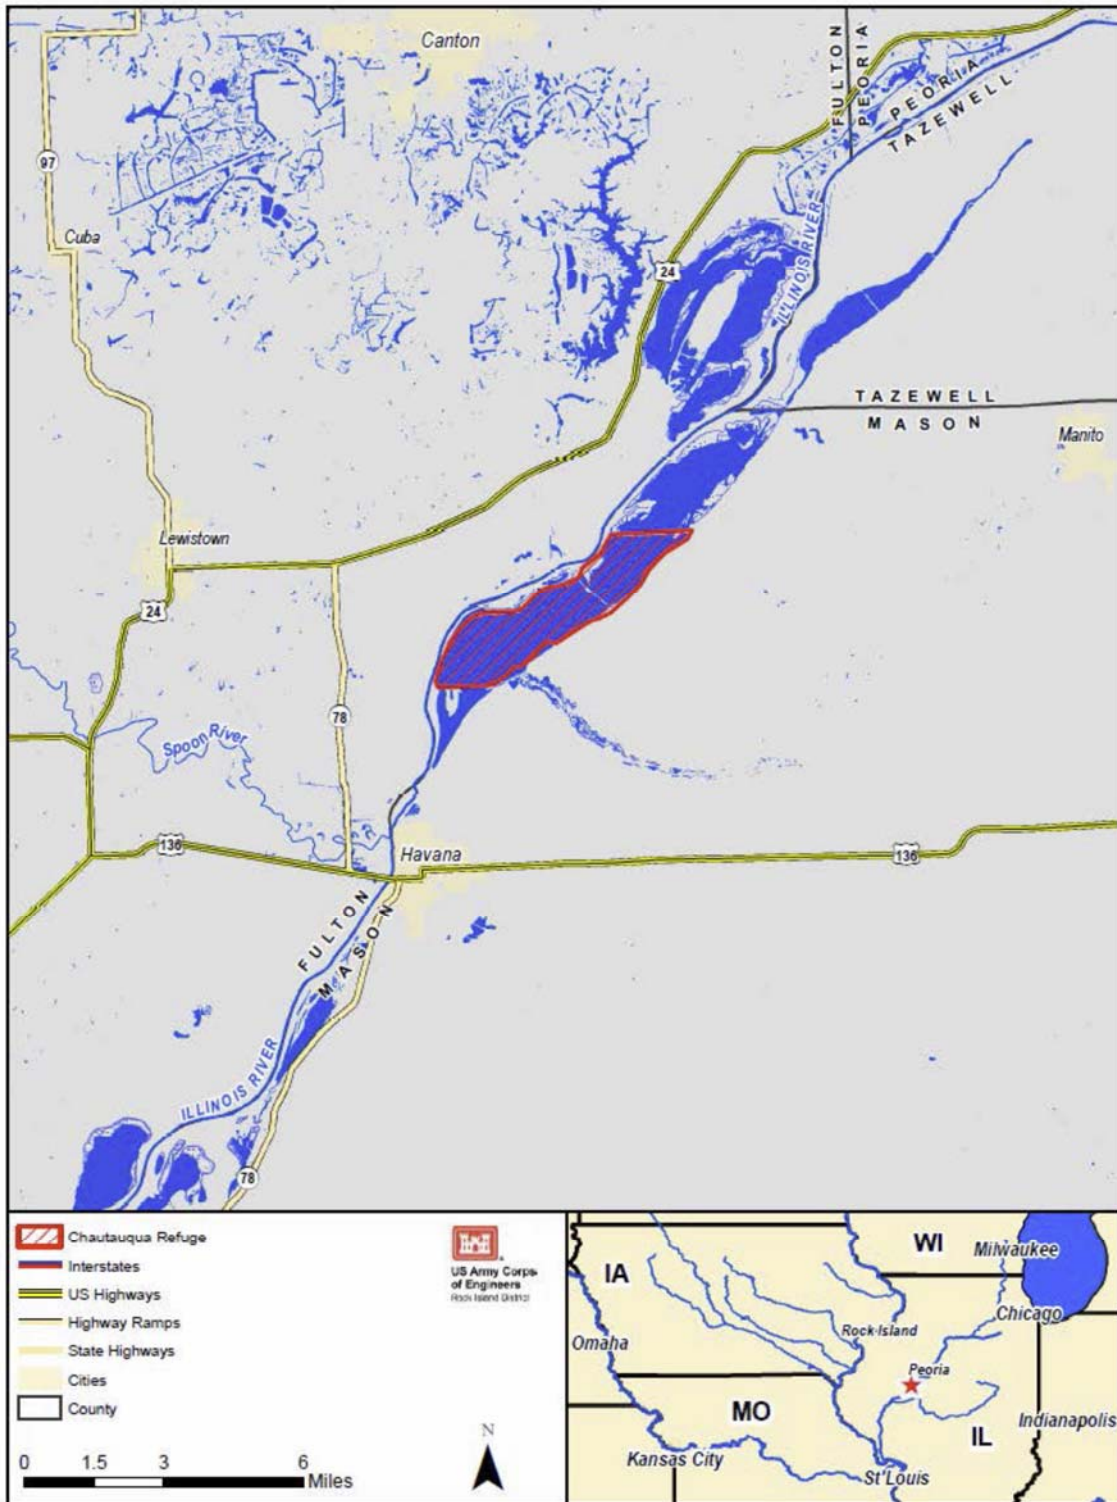 Canton
FULTON
PEORIA
PEORIA
TAZEWELL
97
Cuba
24
ILLINOIS RIVER
TAZEWELL
MASON
Manito
Lewistown
24
78
Spoon River
136
Havana
136
FULTON
MASON
ILLINOIS RIVER
78
Chautauqua Refuge
Interstates
US Highways
Highway Ramps
State Highways
Cities
County
0 1.5 3 6
Miles
N
US Army Corps
of Engineers
Rock Island District
IA
WI
Milwaukee
Chicago
Omaha
Rock Island
Peoria
MO
IL
Indianapolis
Kansas City
St Louis